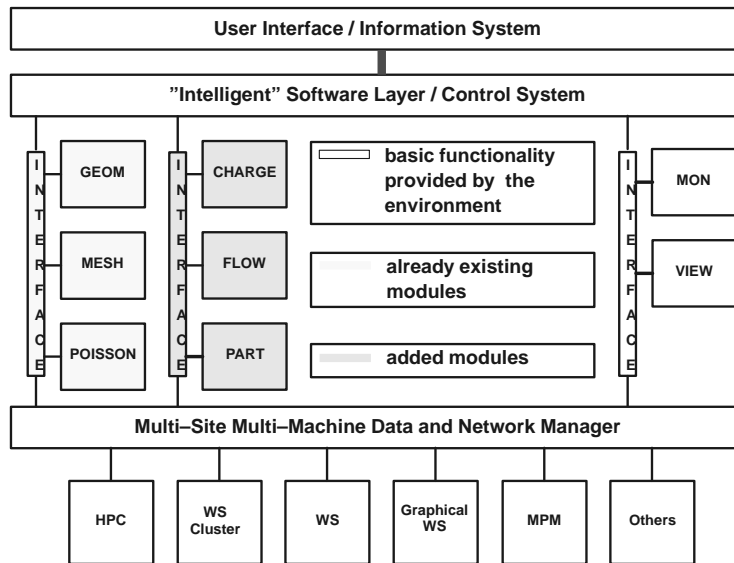 User Interface / Information System
”Intelligent” Software Layer / Control System
INTERFACE
GEOM
MESH
POISSON
INTERFACE
CHARGE
FLOW
PART
basic functionality
provided by the
environment
already existing
modules
added modules
INTERFACE
MON
VIEW
Multi–Site Multi–Machine Data and Network Manager
HPC
WS
Cluster
WS
Graphical
WS
MPM
Others